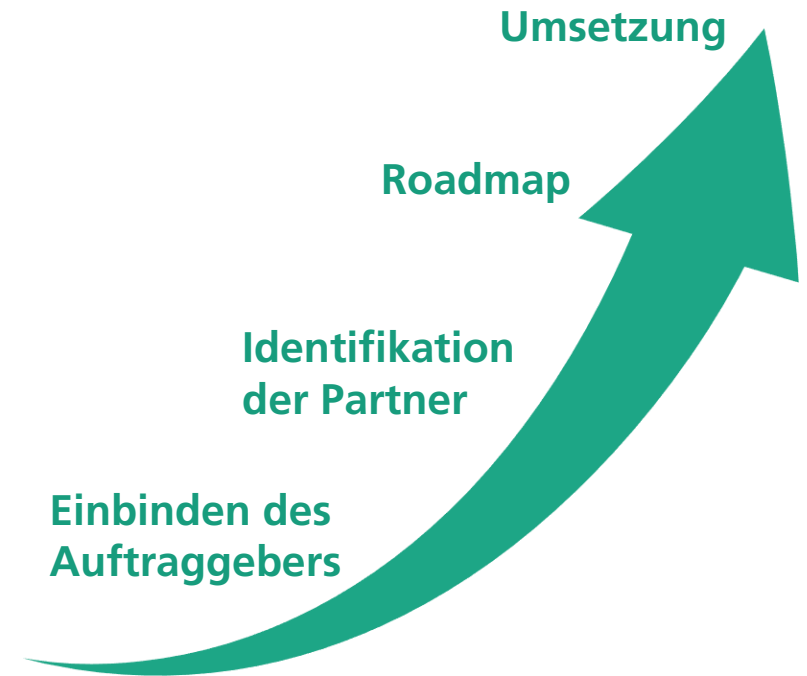 Umsetzung
Roadmap
Identifikation
der Partner
Einbinden des
Auftraggebers